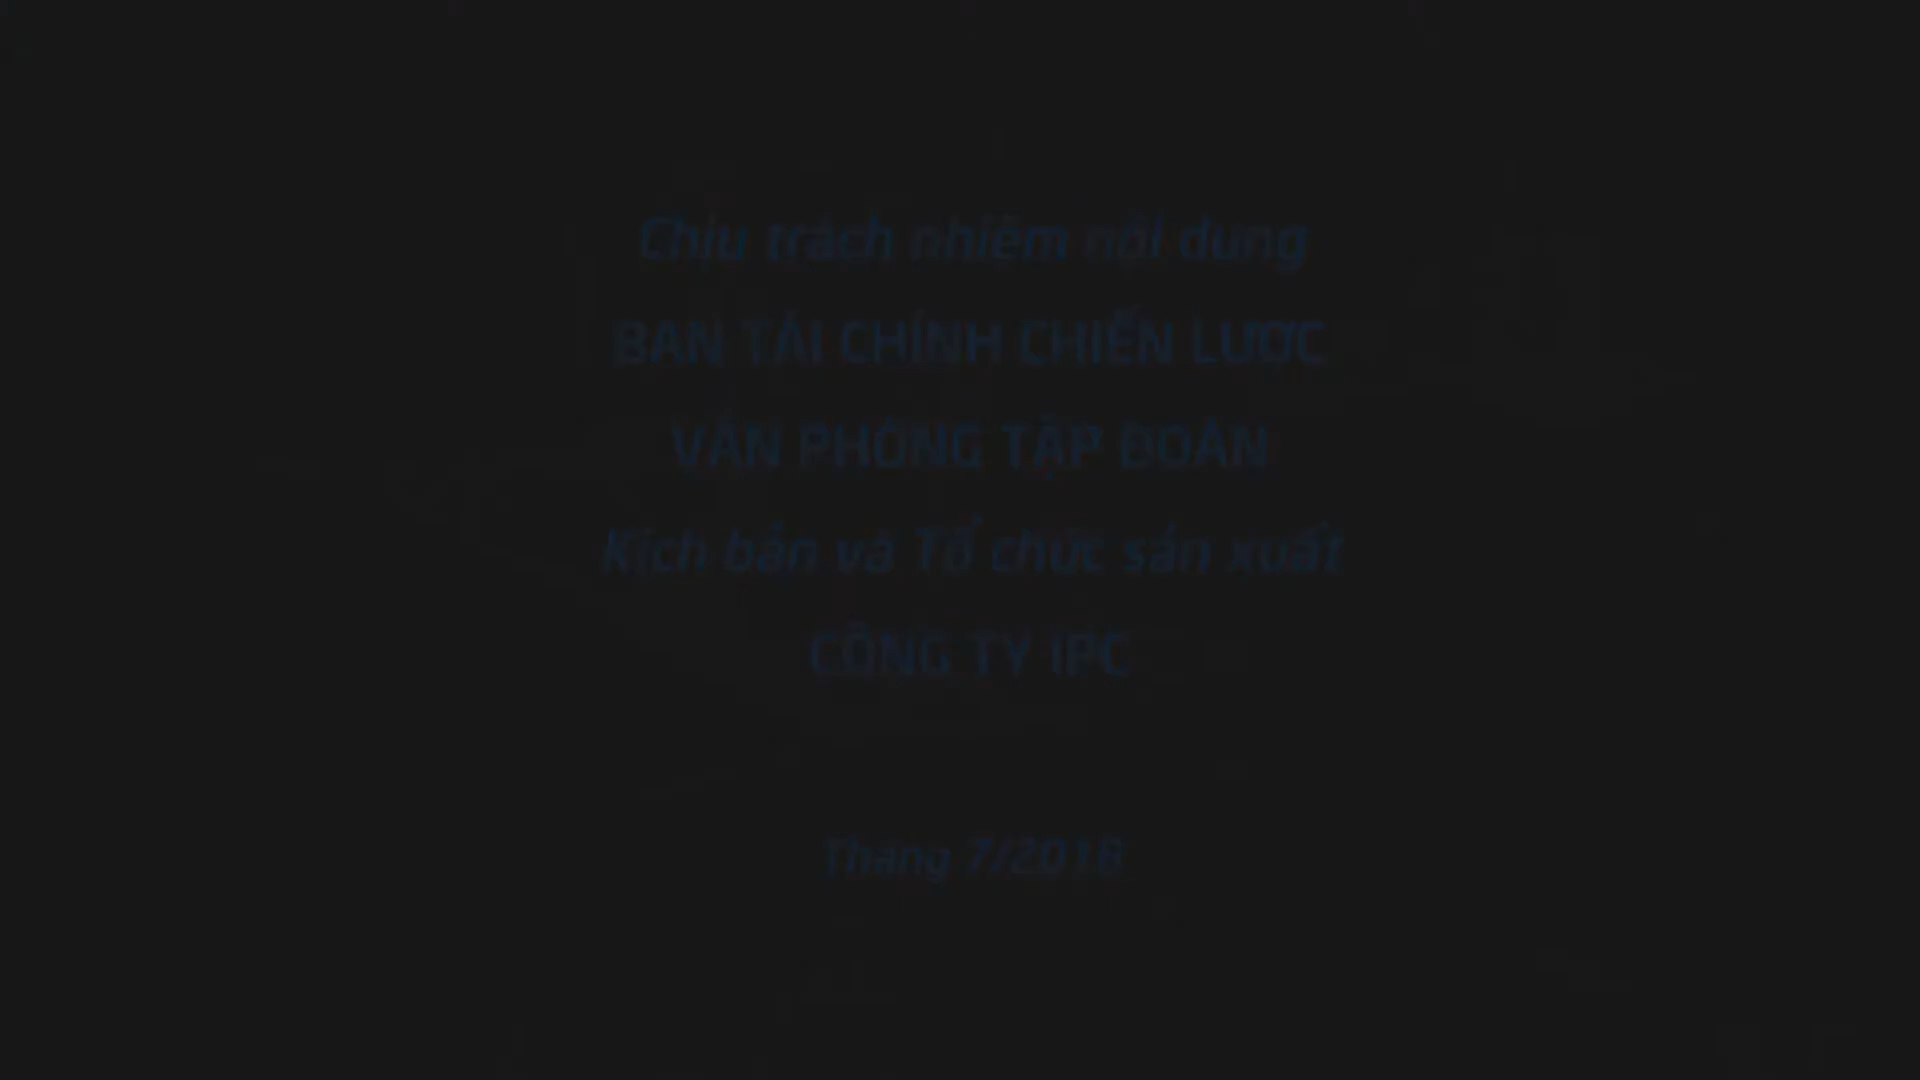 Chịu trách nhiệm nội dung
BAN TÀI CHÍNH CHIẾN LƯỢC
VĂN PHÒNG TẬP ĐOÀN
Kịch bản và Tổ chức sản xuất
CÔNG TY IPC
Tháng 7/2018